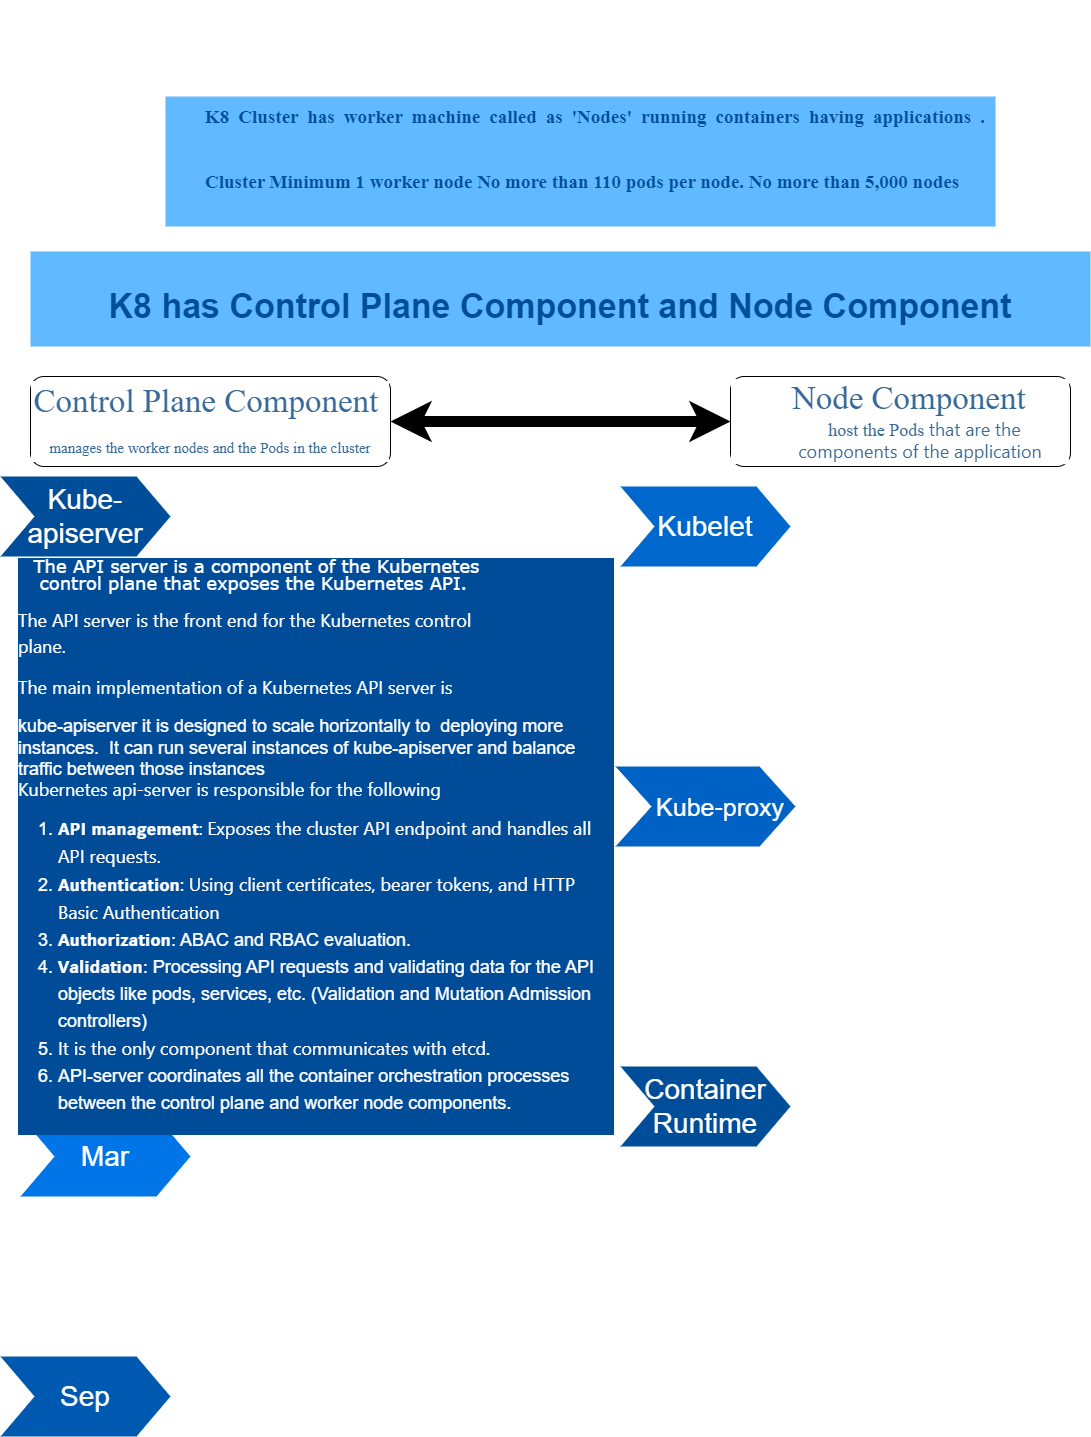 K8 Cluster has worker machine called as 'Nodes' running containers having applications .
Cluster Minimum 1 worker node No more than 110 pods per node. No more than 5,000 nodes
K8 has Control Plane Component and Node Component
Control Plane Component
manages the worker nodes and the Pods in the cluster
Node Component
host the Pods that are the
components of the application
Kube-
apiserver
The API server is a component of the Kubernetes
control plane that exposes the Kubernetes API.
The API server is the front end for the Kubernetes control
plane.
The main implementation of a Kubernetes API server is
kube-apiserver it is designed to scale horizontally to  deploying more
instances.  It can run several instances of kube-apiserver and balance
traffic between those instances
Kubernetes api-server is responsible for the following
1. API management: Exposes the cluster API endpoint and handles all
API requests.
2. Authentication: Using client certificates, bearer tokens, and HTTP
Basic Authentication
3. Authorization: ABAC and RBAC evaluation.
4. Validation: Processing API requests and validating data for the API
objects like pods, services, etc. (Validation and Mutation Admission
controllers)
5. It is the only component that communicates with etcd.
6. API-server coordinates all the container orchestration processes
between the control plane and worker node components.
Mar
Sep
Kubelet
Kube-proxy
Container
Runtime